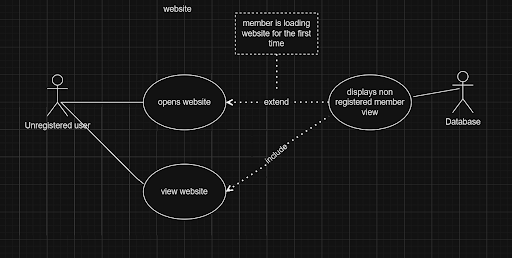 website
member is loading
website for the first
time
opens website
extend
displays non
registered member
view
Unregistered user
Database
include
view website